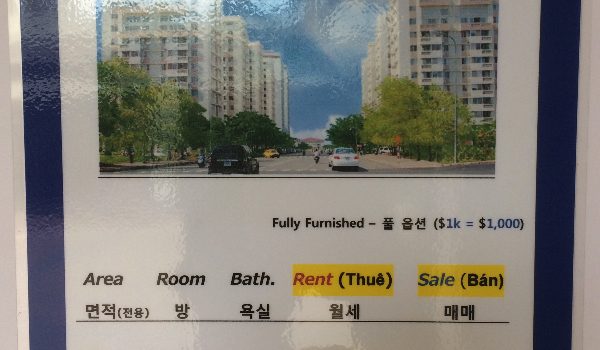 Fully Furnished – 풀 옵션 ($1k = $1,000)
Area Room Bath. Rent (Thuê) Sale (Bán)
면적(전용) 방 욕실 월세 매매